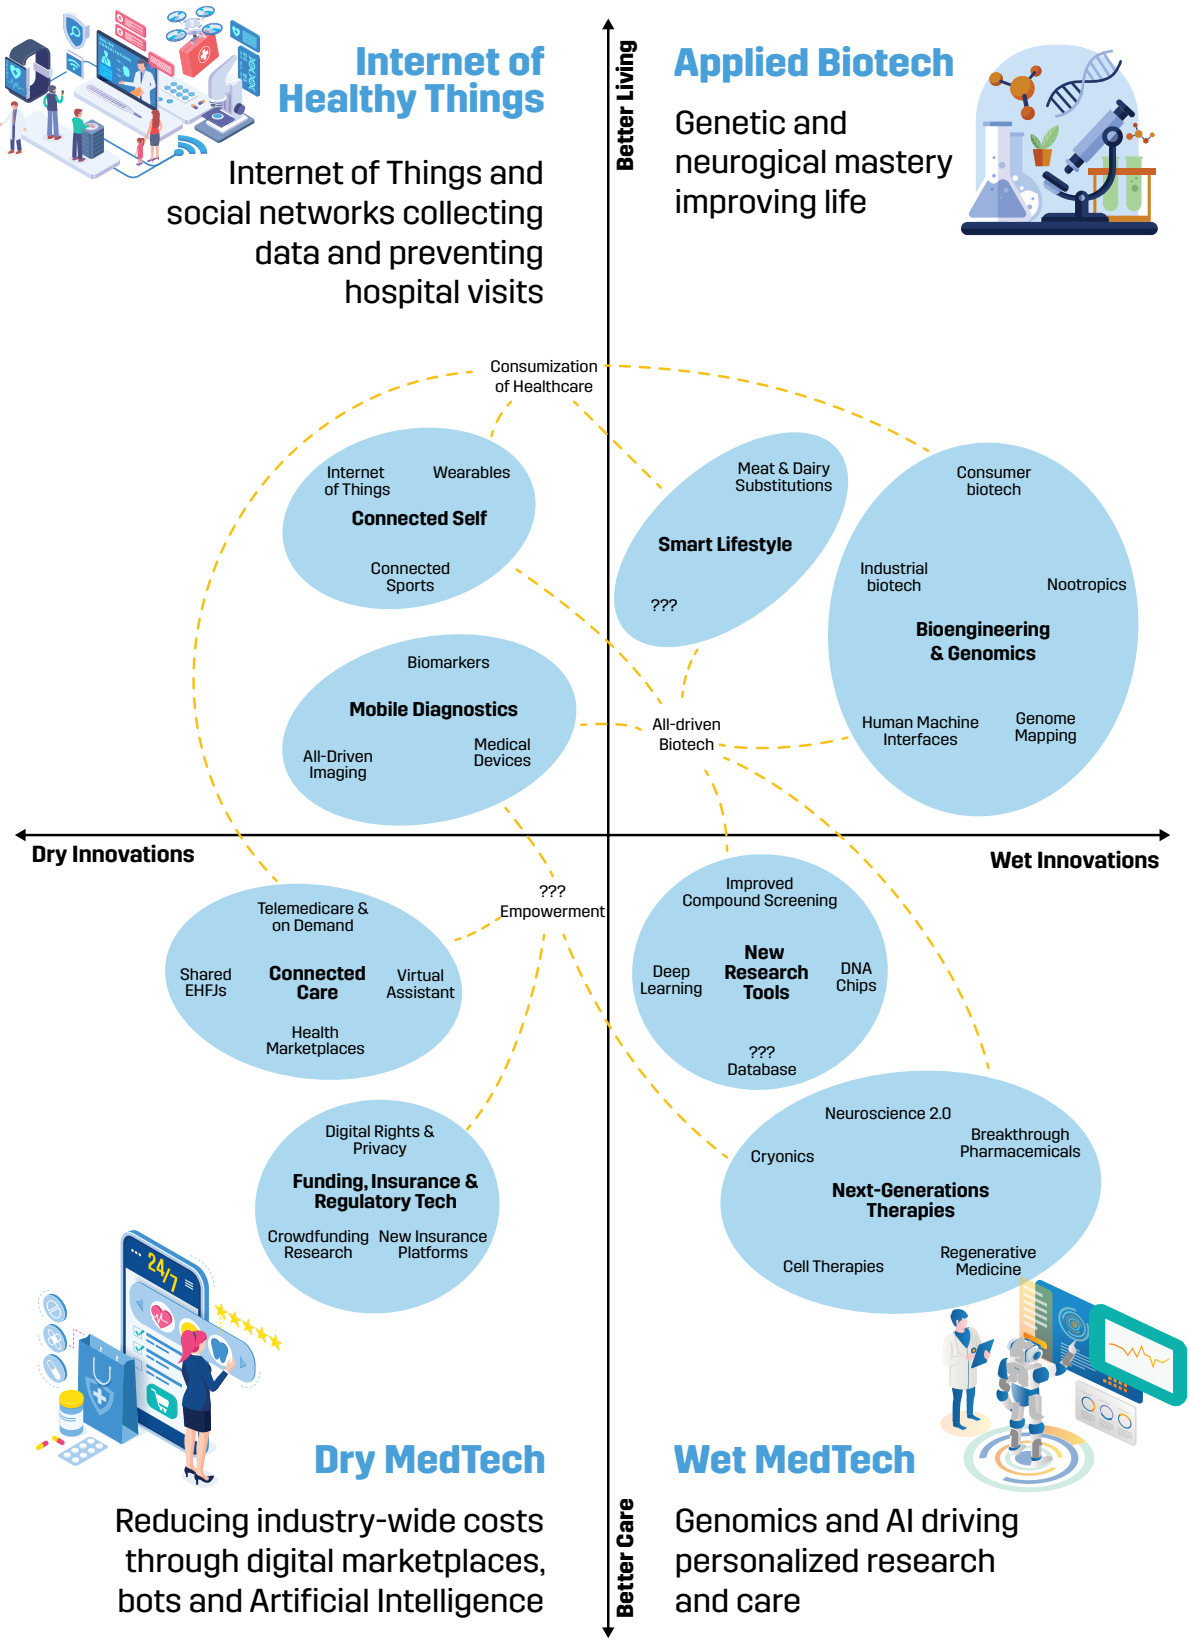 Internet of
Healthy Things
Internet of Things and
social networks collecting
data and preventing
hospital visits
Better Living
Applied Biotech
Genetic and
neurogical mastery
improving life
Consumization
of Healthcare
Internet
of Things
Wearables
Connected Self
Connected
Sports
Meat & Dairy
Substitutions
Smart Lifestyle
???
Consumer
biotech
Industrial
biotech
Nootropics
Bioengineering
& Genomics
Human Machine
Interfaces
Genome
Mapping
Biomarkers
Mobile Diagnostics
All-Driven
Imaging
Medical
Devices
All-driven
Biotech
Dry Innovations
Wet Innovations
???
Empowerment
Telemedicare &
on Demand
Shared
EHFJs
Connected
Care
Virtual
Assistant
Health
Marketplaces
Improved
Compound Screening
Deep
Learning
New
Research
Tools
DNA
Chips
???
Database
Digital Rights &
Privacy
Funding, Insurance &
Regulatory Tech
Crowdfunding
Research
New Insurance
Platforms
Neuroscience 2.0
Cryonics
Breakthrough
Pharmacemicals
Next-Generations
Therapies
Cell Therapies
Regenerative
Medicine
24/7
Dry MedTech
Reducing industry-wide costs
through digital marketplaces,
bots and Artificial Intelligence
Better Care
Wet MedTech
Genomics and AI driving
personalized research
and care